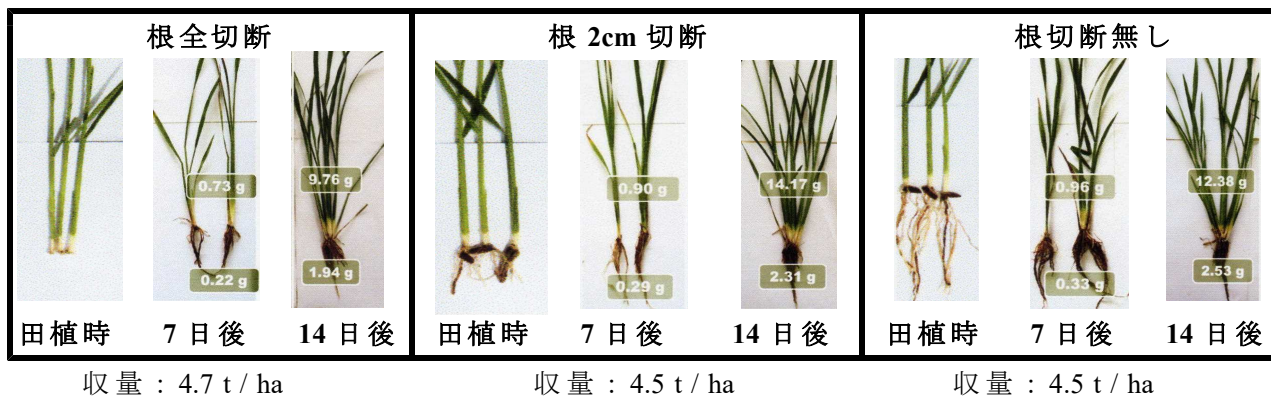 根全切断
0.73 g
9.76 g
0.22 g
1.94 g
田植時 7 日後 14 日後
収量：4.7 t / ha
根 2cm 切断
0.90 g
14.17 g
0.29 g
2.31 g
田植時 7 日後 14 日後
収量：4.5 t / ha
根切断無し
0.96 g
12.38 g
0.33 g
2.53 g
田植時 7 日後 14 日後
収量：4.5 t / ha